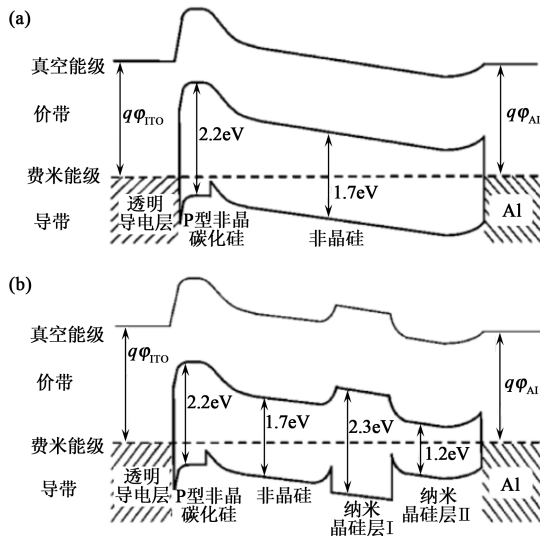 (a)
真空能级
价带
qφITO
2.2eV
qφAl
费米能级
1.7eV
导带
透明
导电层
P型非晶
碳化硅
非晶硅
Al
(b)
真空能级
价带
qφITO
2.2eV
1.7eV
2.3eV
1.2eV
qφAl
费米能级
导带
透明
导电层
P型非晶
碳化硅
非晶硅
纳米
晶硅层Ⅰ
纳米
晶硅层Ⅱ
Al